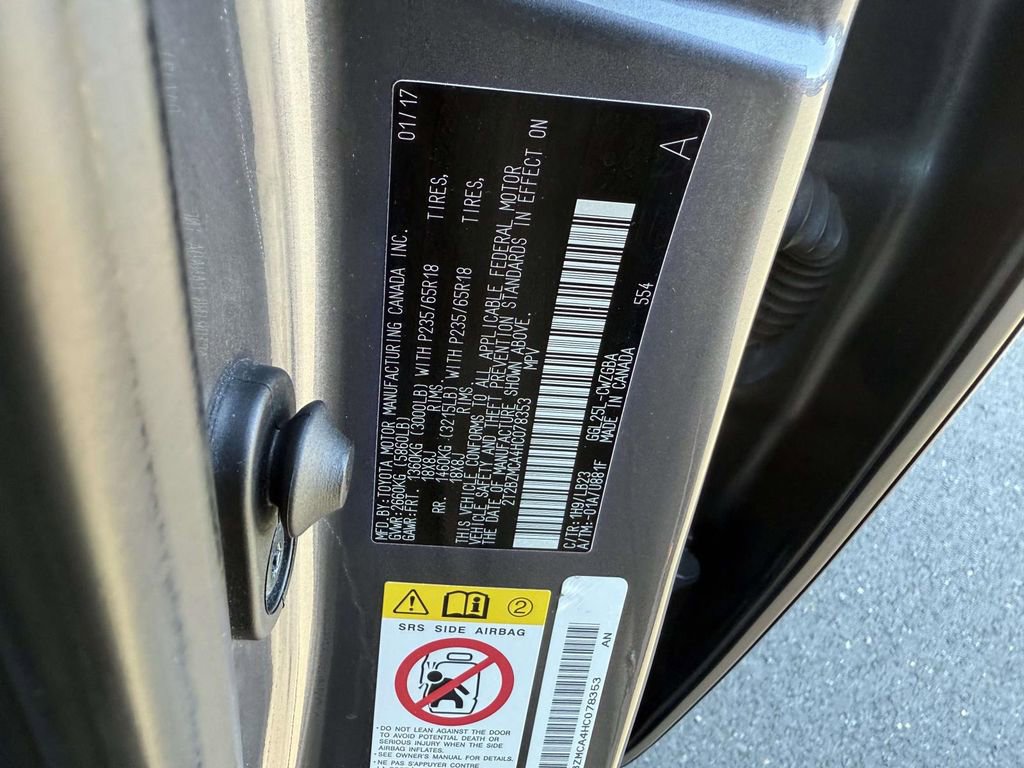 MFD.BY:TOYOTA MOTOR MANUFACTURING CANADA INC. 01/17
GVWR:2660KG (5860LB)
GAWR:FRT. 1360KG (3000LB) WITH P235/65R18 TIRES,
18X8J RIMS
RR. 1460KG (3215LB) WITH P235/65R18 TIRES,
18X8J RIMS.
THIS VEHICLE CONFORMS TO ALL APPLICABLE FEDERAL MOTOR
VEHICLE SAFETY AND THEFT PREVENTION STANDARDS IN EFFECT ON
THE DATE OF MANUFACTURE SHOWN ABOVE.
2T2BZMCA4HC078353 MPV
C/TR:1H9/LB23 GGL25L-CWZGBA
A/TM:-01A/U881F MADE IN CANADA
554
A
2
SRS SIDE AIRBAG
・DO NOT LEAN AGAINST THE DOOR
TO AVOID POTENTIAL DEATH OR
SERIOUS INJURY WHEN THE SIDE
AIRBAG INFLATES.
・SEE OWNER'S MANUAL FOR DETAILS.
・NE PAS S'APPUYER CONTRE
BZMCA4HC078353 AN